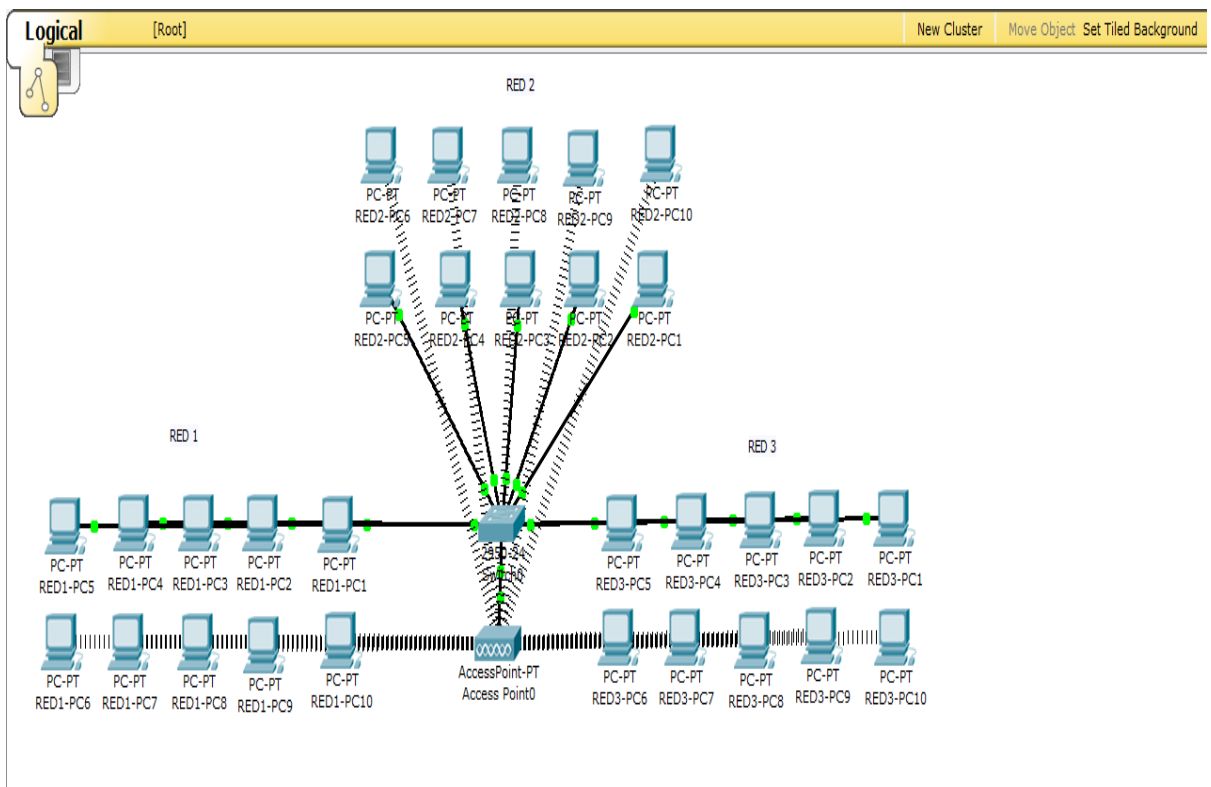 Logical [Root] New Cluster Move Object Set Tiled Background
RED 2
PC-PT PC-PT PC-PT PC-PT PC-PT
RED2-PC6 RED2-PC7 RED2-PC8 RED2-PC9 RED2-PC10
PC-PT PC-PT PC-PT PC-PT PC-PT
RED2-PC5 RED2-PC4 RED2-PC3 RED2-PC2 RED2-PC1
RED 1
RED 3
PC-PT PC-PT PC-PT PC-PT PC-PT
RED1-PC5 RED1-PC4 RED1-PC3 RED1-PC2 RED1-PC1
2950-24
Switch0
PC-PT PC-PT PC-PT PC-PT PC-PT
RED3-PC5 RED3-PC4 RED3-PC3 RED3-PC2 RED3-PC1
PC-PT PC-PT PC-PT PC-PT PC-PT
RED1-PC6 RED1-PC7 RED1-PC8 RED1-PC9 RED1-PC10
AccessPoint-PT
Access Point0
PC-PT PC-PT PC-PT PC-PT PC-PT
RED3-PC6 RED3-PC7 RED3-PC8 RED3-PC9 RED3-PC10